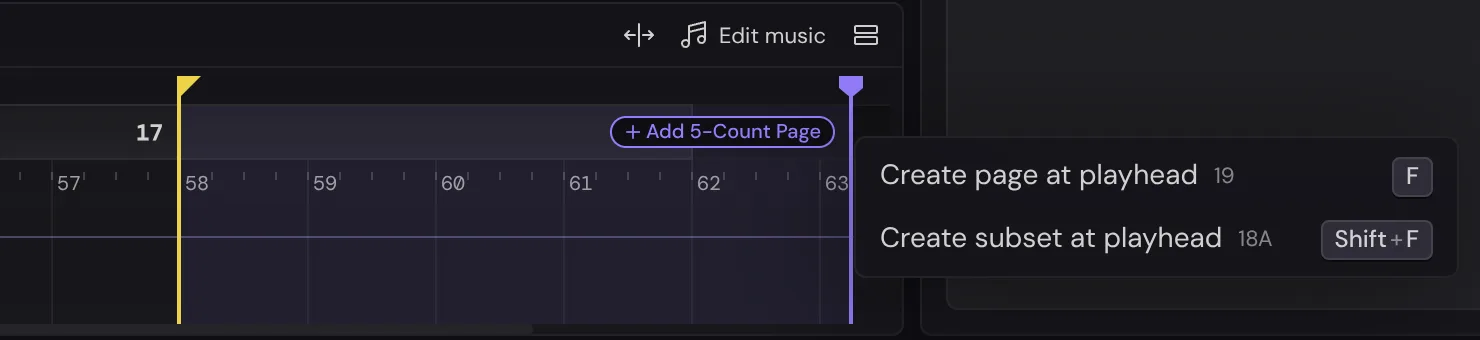 Edit music
17
+ Add 5-Count Page
57 58 59 60 61 62 63
Create page at playhead 19 F
Create subset at playhead 18A Shift+F